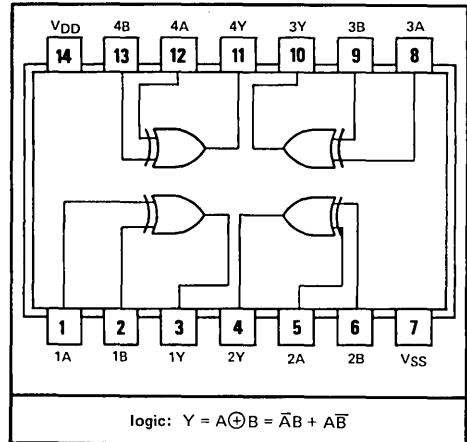 VDD 4B 4A 4Y 3Y 3B 3A
14 13 12 11 10 9 8
1 2 3 4 5 6 7
1A 1B 1Y 2Y 2A 2B VSS
logic: Y = A⊕B = A̅B + AB̅